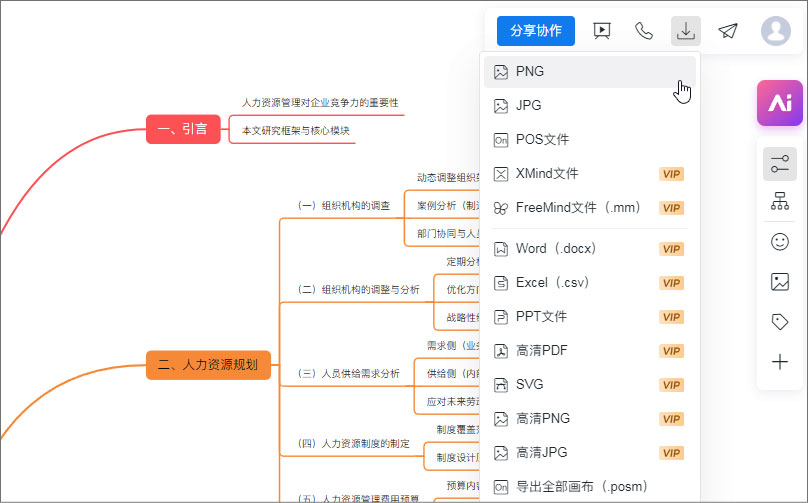 分享协作
PNG
JPG
On
POS文件
XMind文件 VIP
FreeMind文件（.mm） VIP
Word（.docx） VIP
Excel（.csv） VIP
PPT文件 VIP
高清PDF VIP
SVG VIP
高清PNG VIP
高清JPG VIP
On
导出全部画布（.posm）
Ai
一、引言
人力资源管理对企业竞争力的重要性
本文研究框架与核心模块
二、人力资源规划
（一）组织机构的调查
动态调整组织
案例分析（制
部门协同与人
（二）组织机构的调整与分析
定期分
优化方
战略性
（三）人员供给需求分析
需求侧（业
供给侧（内
应对未来劳
（四）人力资源制度的制定
制度覆盖
制度设计
（五）人力资源管理费用预算
预算内